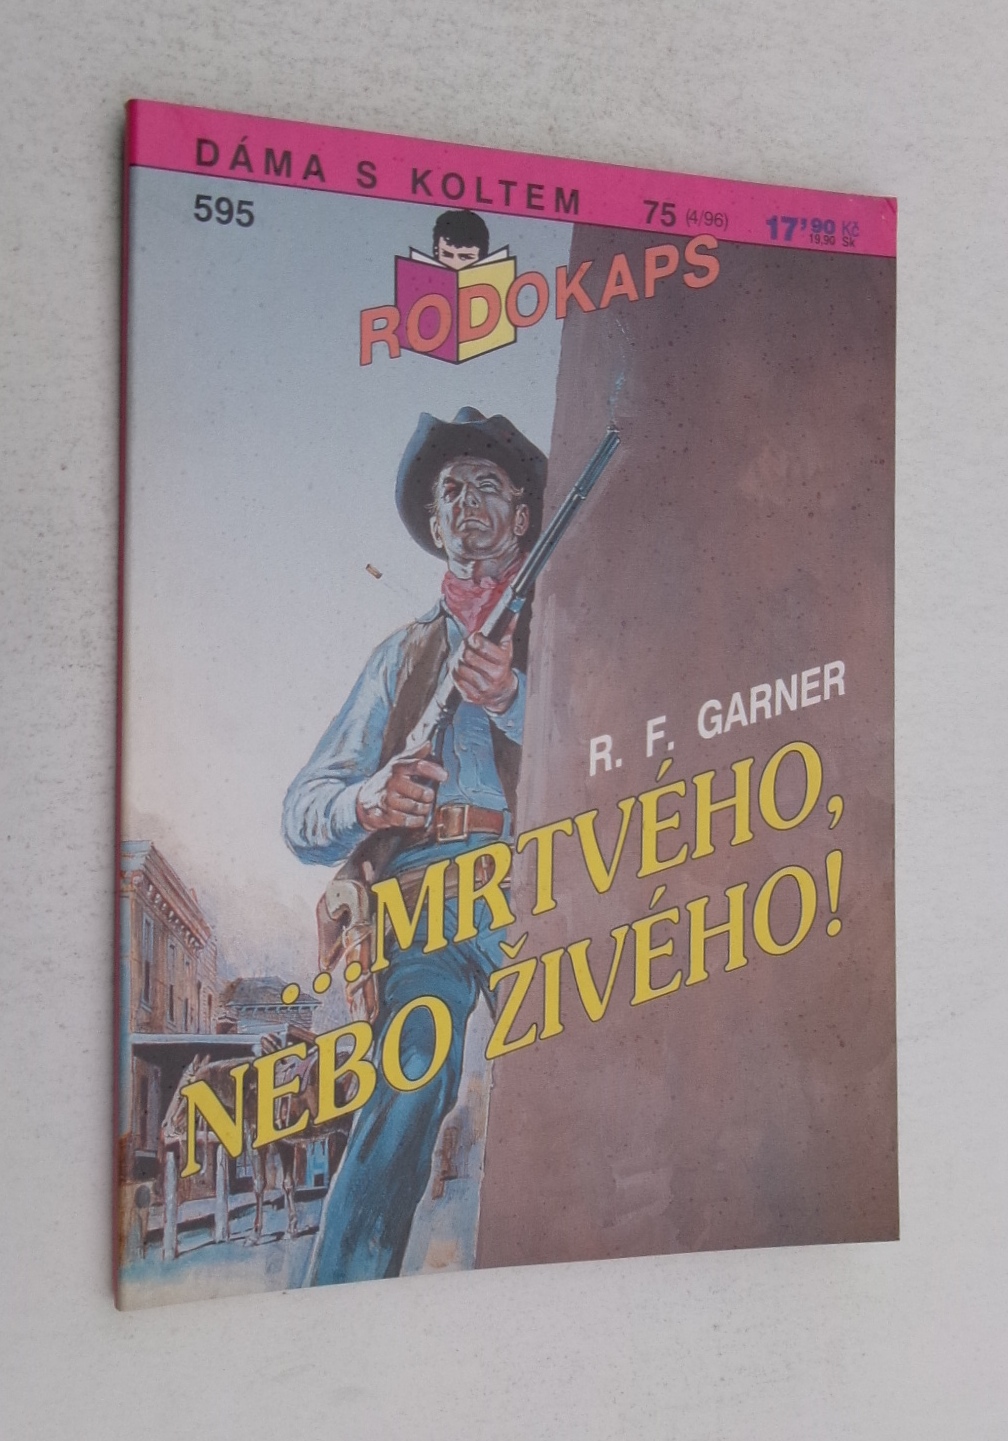 DÁMA S KOLTEM 75 (4/96) 17'90 Kč
19,90 Sk
595
RODOKAPS
R. F. GARNER
...MRTVÉHO,
NEBO ŽIVÉHO!